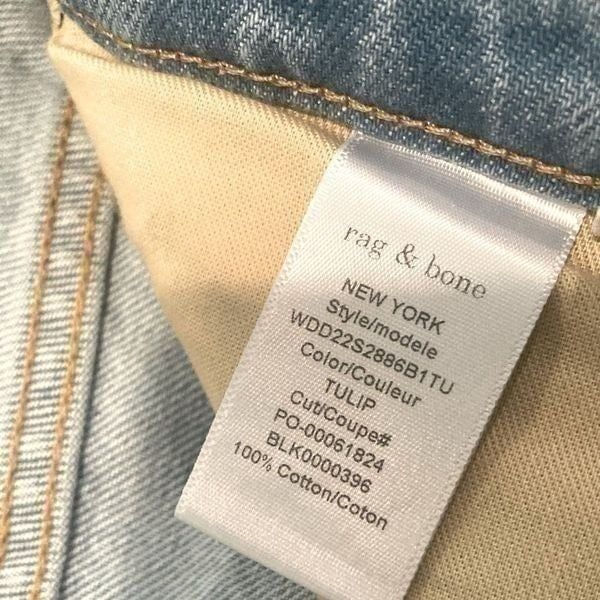 rag & bone
NEW YORK
Style/modele
WDD22S2886B1TU
Color/Couleur
TULIP
Cut/Coupe#
PO-00061824
BLK0000396
100% Cotton/Coton